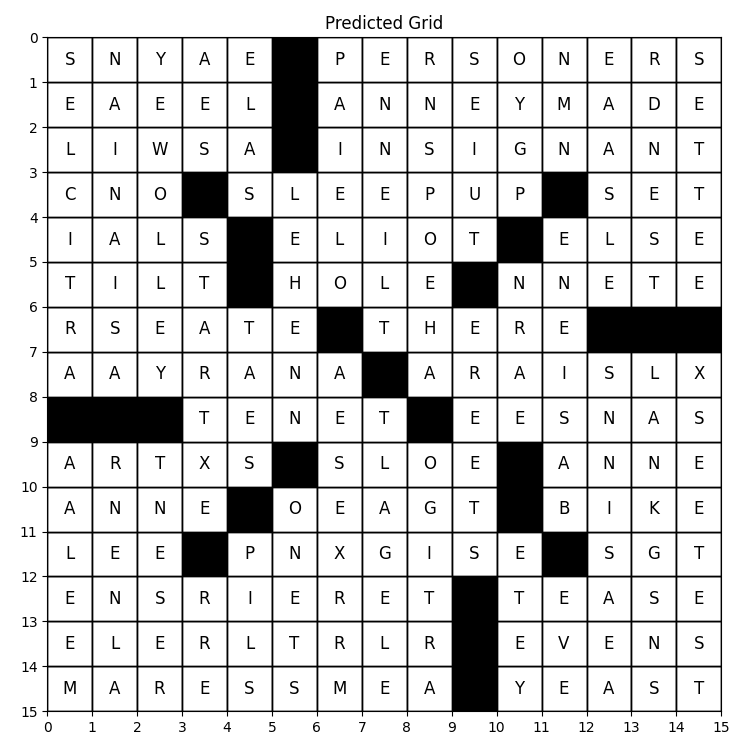 Predicted Grid
0 S N Y A E P E R S O N E R S
1 E A E E L A N N E Y M A D E
2 L I W S A I N S I G N A N T
3 C N O S L E E P U P S E T
4 I A L S E L I O T E L S E
5 T I L T H O L E N N E T E
6 R S E A T E T H E R E
7 A A Y R A N A A R A I S L X
8 T E N E T E E S N A S
9 A R T X S S L O E A N N E
10 A N N E O E A G T B I K E
11 L E E P N X G I S E S G T
12 E N S R I E R E T T E A S E
13 E L E R L T R L R E V E N S
14 M A R E S S M E A Y E A S T
15
0 1 2 3 4 5 6 7 8 9 10 11 12 13 14 15